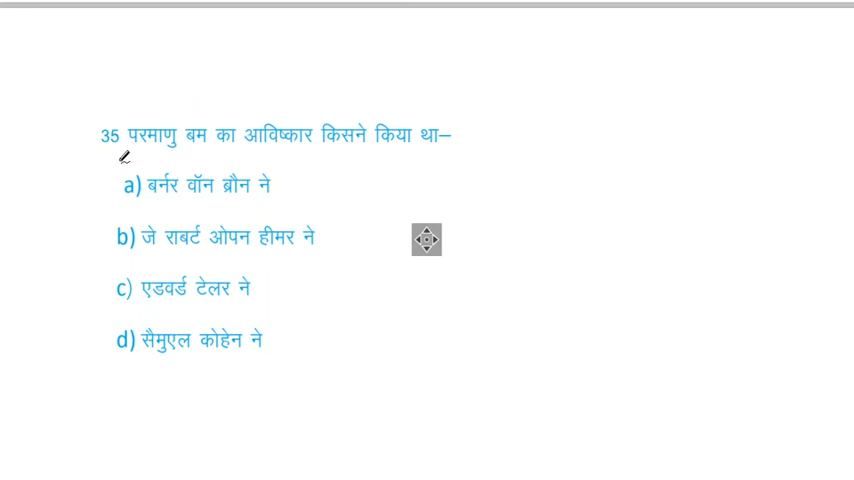 35 परमाणु बम का आविष्कार किसने किया था–
a) बर्नर वॉन ब्रौन ने
b) जे राबर्ट ओपन हीमर ने
c) एडवर्ड टेलर ने
d) सैमुएल कोहेन ने